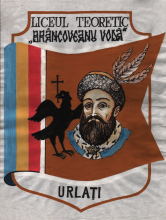 LICEUL TEORETIC
„BRÂNCOVEANU VODĂ”
URLAȚI